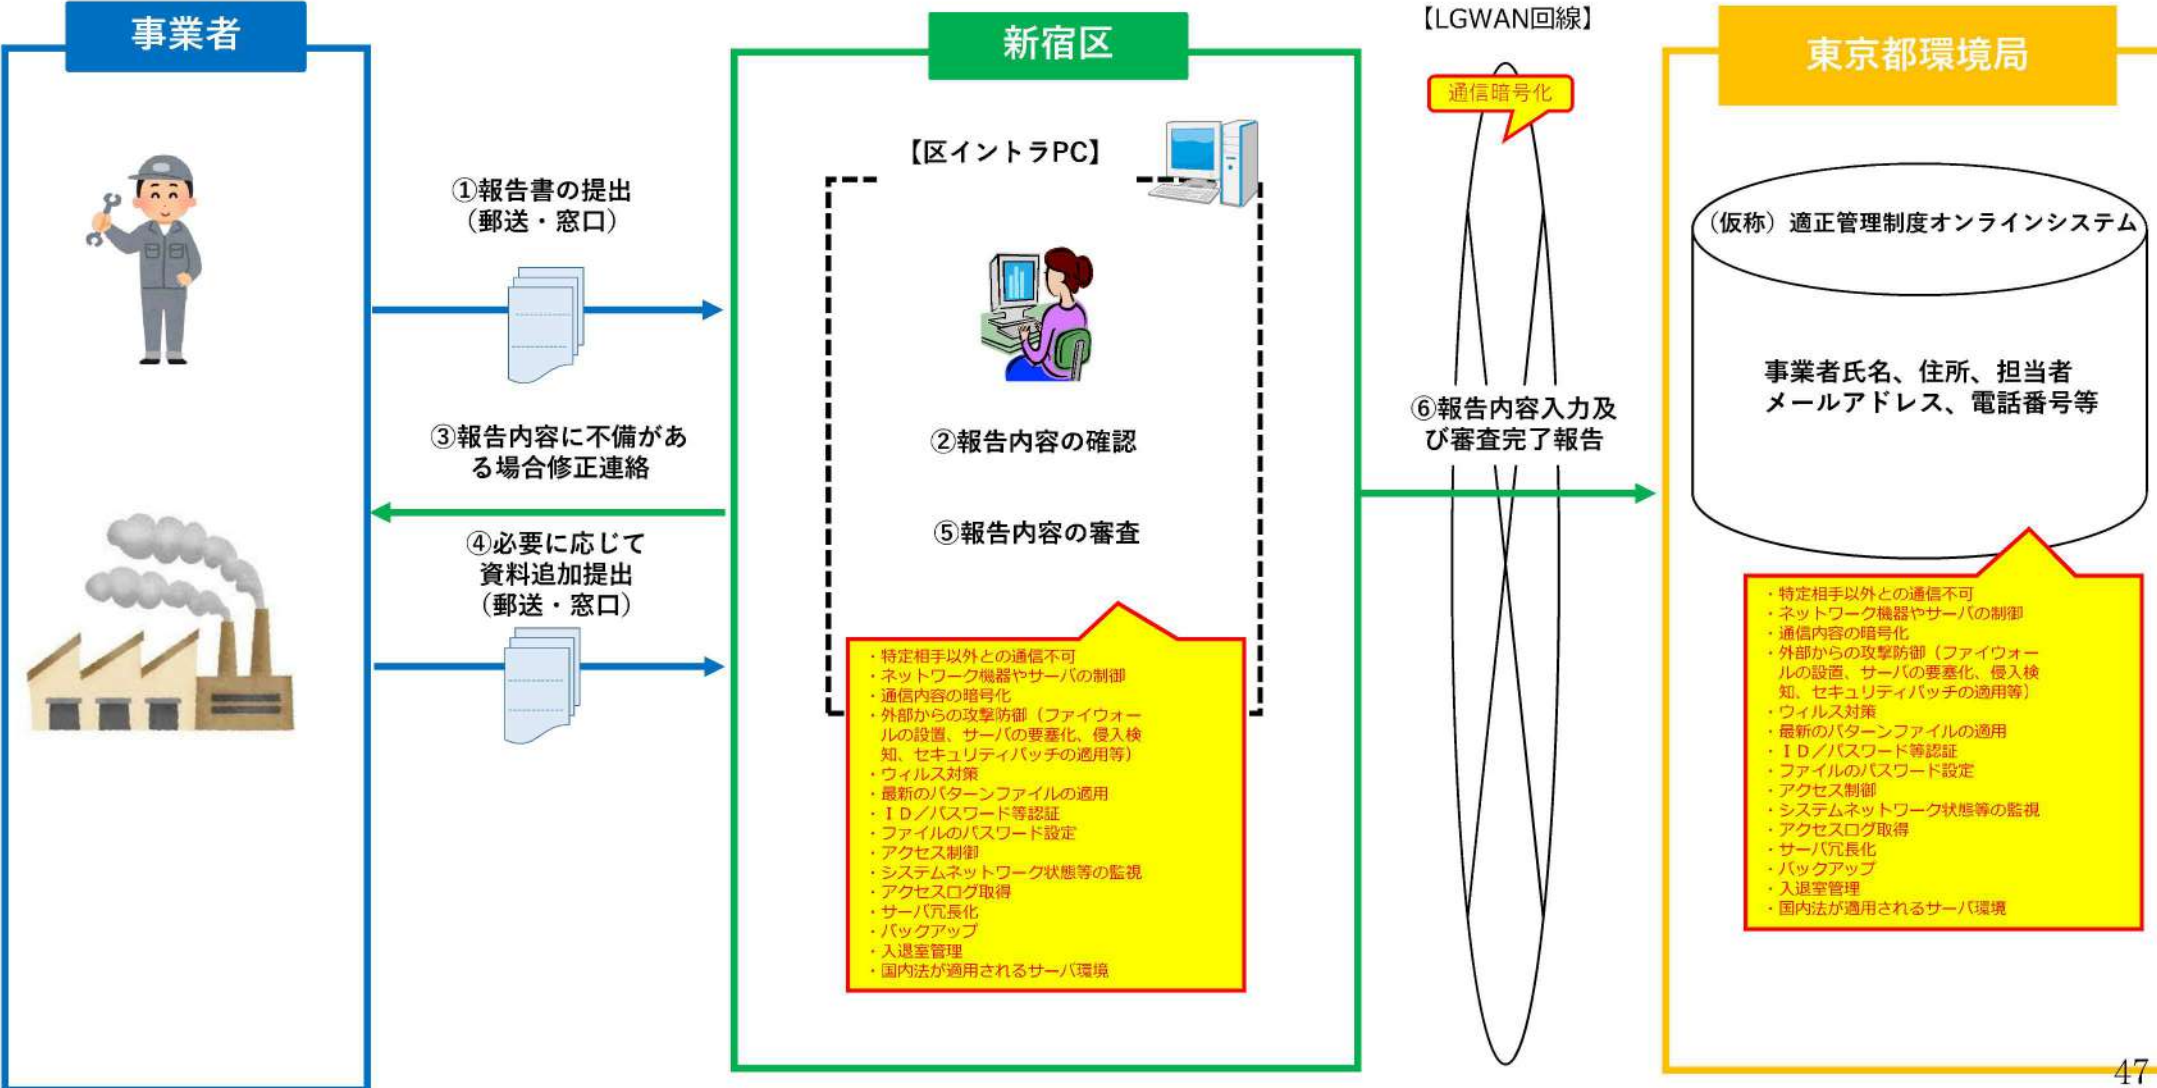 事業者
①報告書の提出
（郵送・窓口）
③報告内容に不備があ
る場合修正連絡
④必要に応じて
資料追加提出
（郵送・窓口）
新宿区
【区イントラPC】
②報告内容の確認
⑤報告内容の審査
・特定相手以外との通信不可
・ネットワーク機器やサーバの制御
・通信内容の暗号化
・外部からの攻撃防御（ファイウォー
ルの設置、サーバの要塞化、侵入検
知、セキュリティパッチの適用等）
・ウィルス対策
・最新のパターンファイルの適用
・ＩＤ／パスワード等認証
・ファイルのパスワード設定
・アクセス制御
・システムネットワーク状態等の監視
・アクセスログ取得
・サーバ冗長化
・バックアップ
・入退室管理
・国内法が適用されるサーバ環境
【LGWAN回線】
通信暗号化
⑥報告内容入力及
び審査完了報告
東京都環境局
（仮称）適正管理制度オンラインシステム
事業者氏名、住所、担当者
メールアドレス、電話番号等
・特定相手以外との通信不可
・ネットワーク機器やサーバの制御
・通信内容の暗号化
・外部からの攻撃防御（ファイウォー
ルの設置、サーバの要塞化、侵入検
知、セキュリティパッチの適用等）
・ウィルス対策
・最新のパターンファイルの適用
・ＩＤ／パスワード等認証
・ファイルのパスワード設定
・アクセス制御
・システムネットワーク状態等の監視
・アクセスログ取得
・サーバ冗長化
・バックアップ
・入退室管理
・国内法が適用されるサーバ環境
47